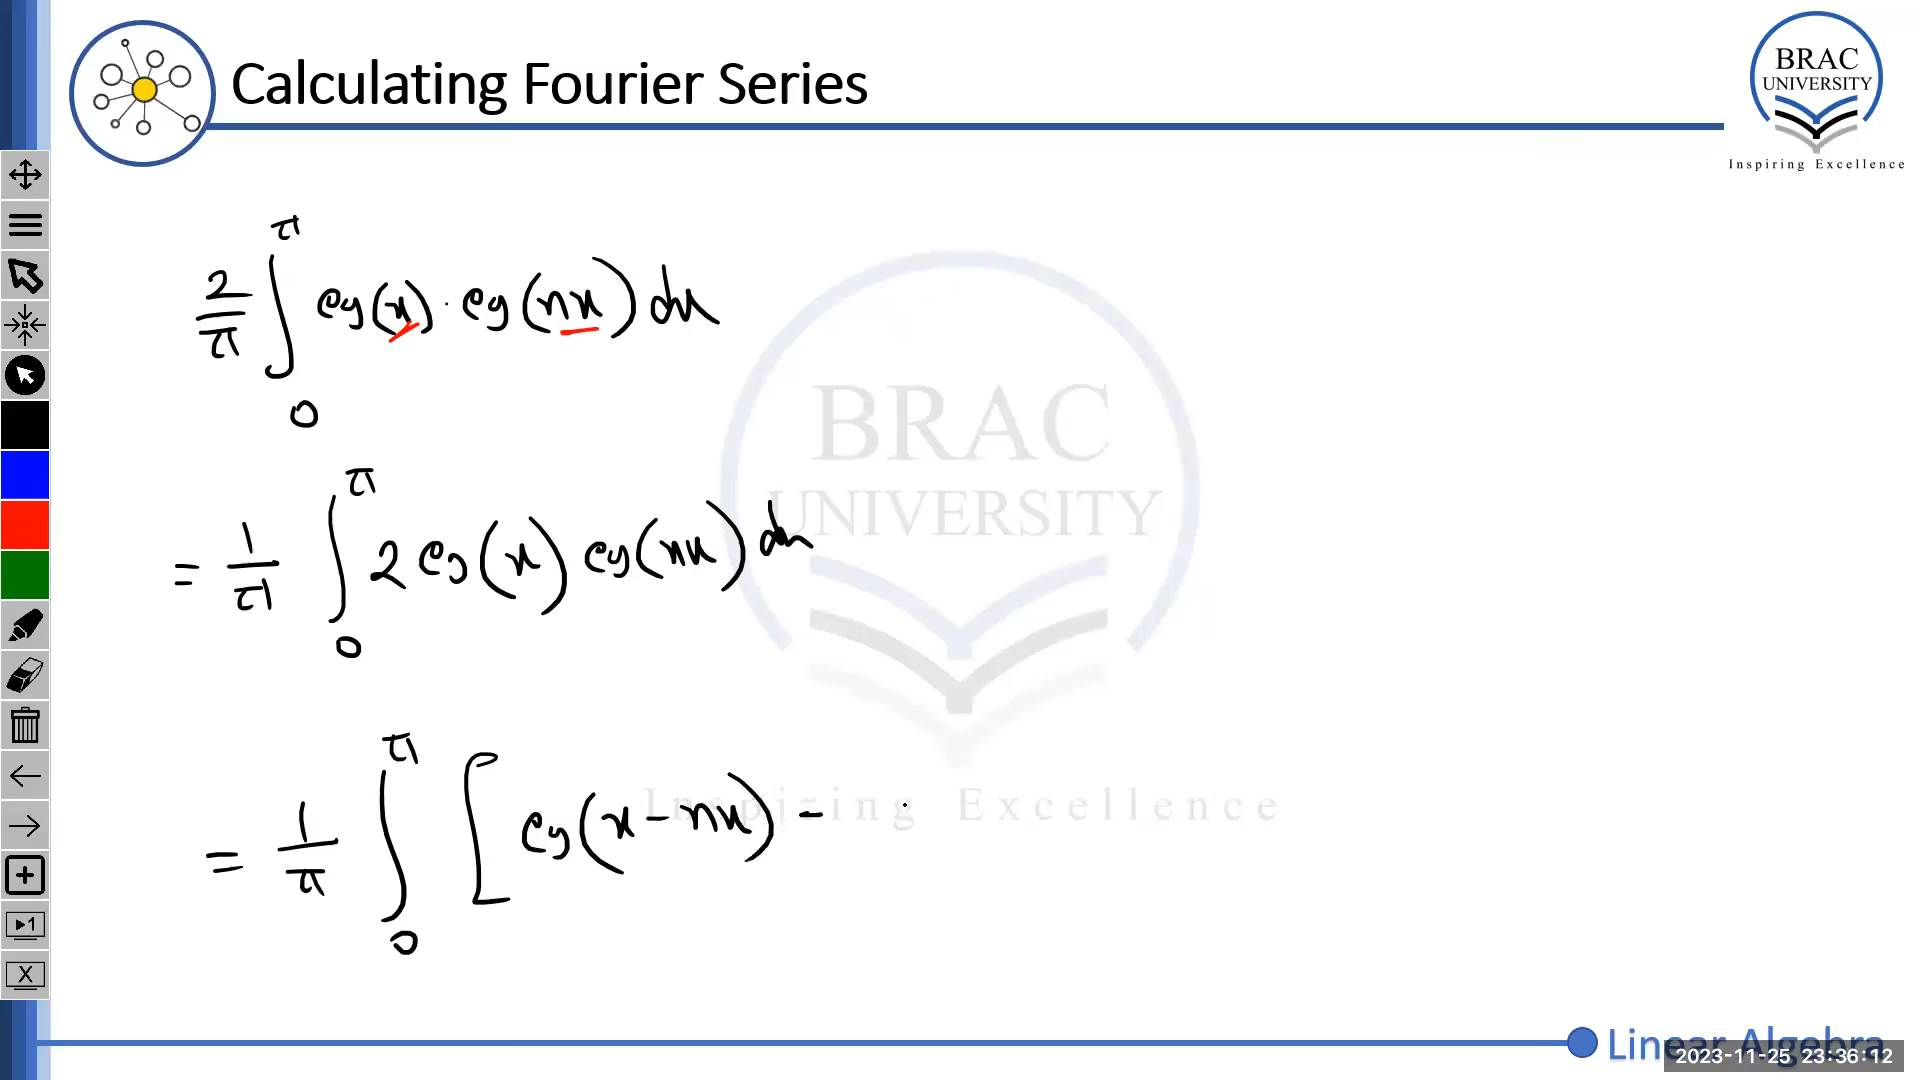 Calculating Fourier Series
BRAC
UNIVERSITY
Inspiring Excellence
2/π ∫₀^π cos(x) · cos(nx) dx
= 1/π ∫₀^π 2 cos(x) cos(nx) dx
= 1/π ∫₀^π [ cos(x - nx) -
BRAC
UNIVERSITY
Inspiring Excellence
1
X
Linear Algebra
2023-11-25 23:36:12